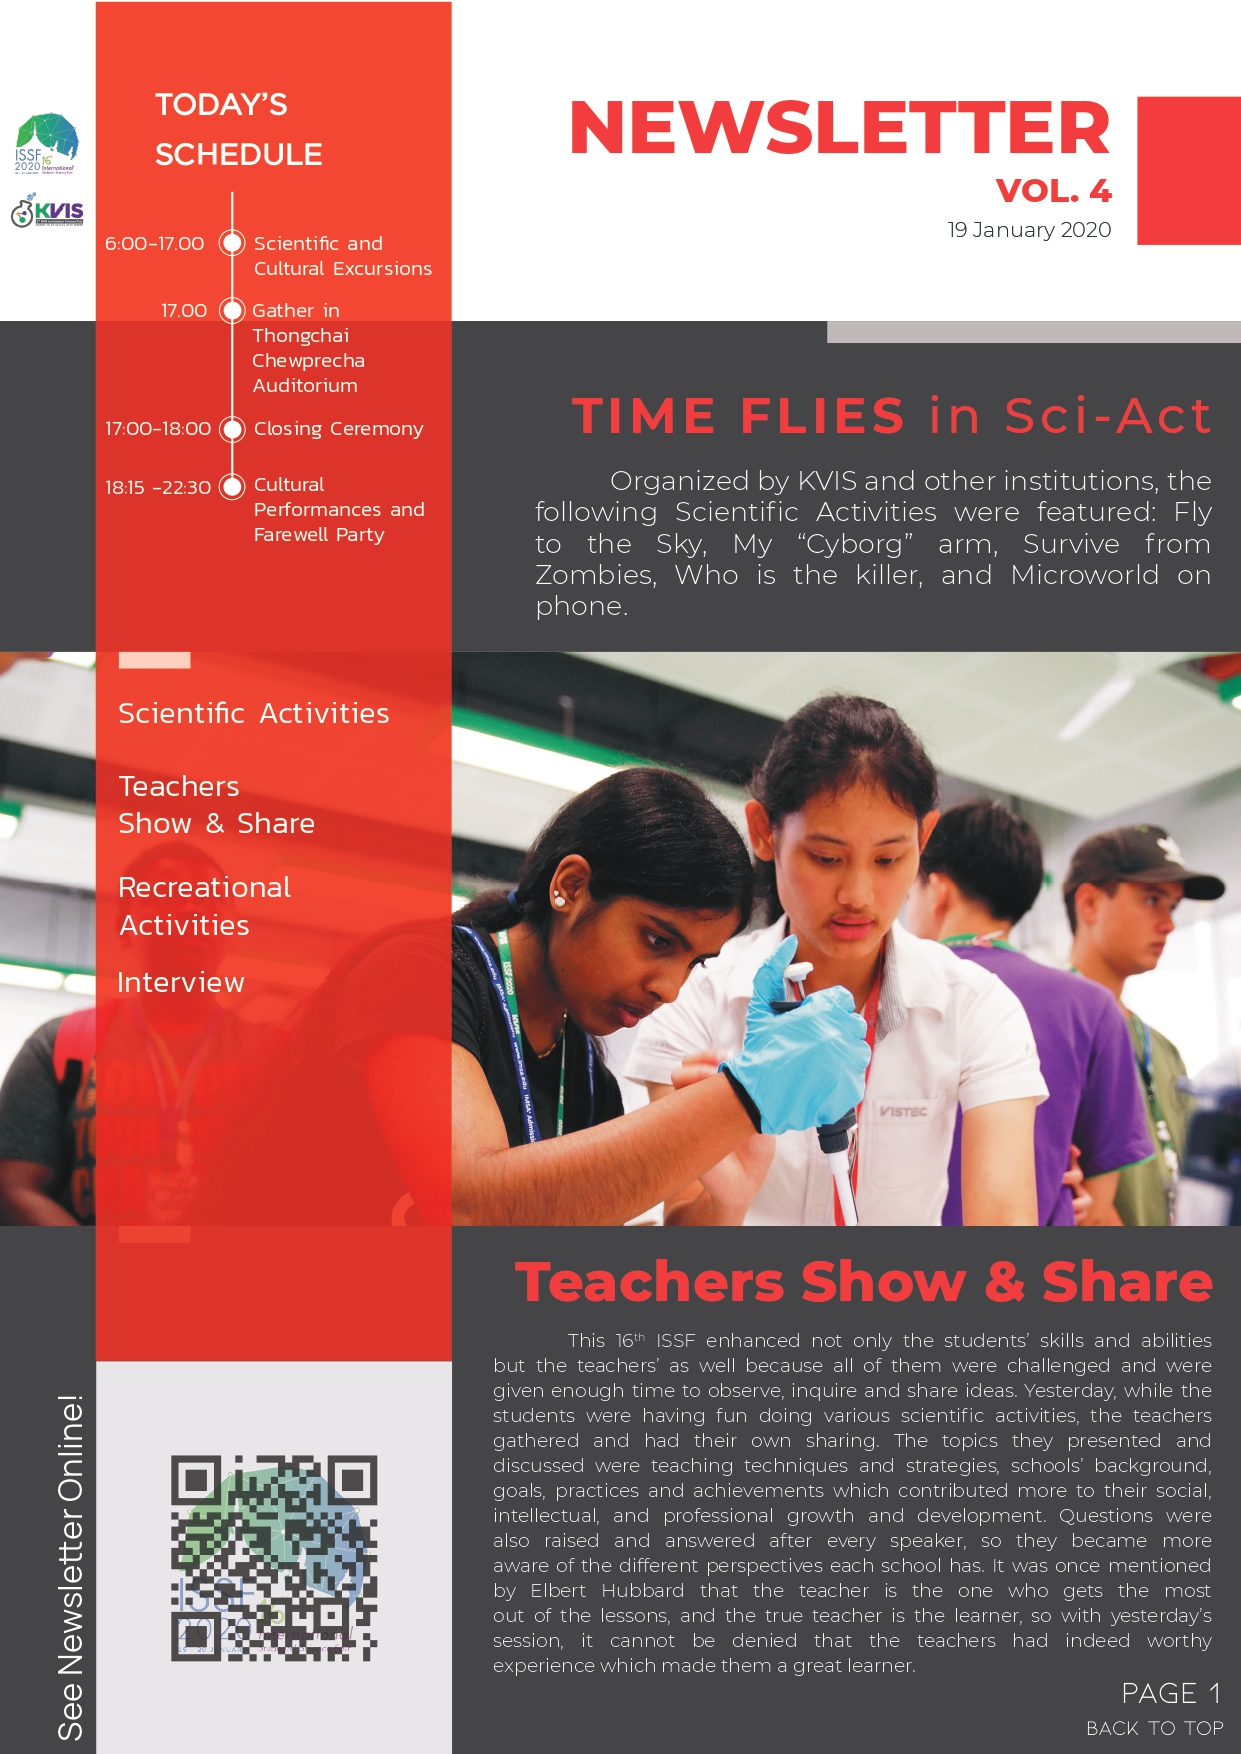 TODAY'S
SCHEDULE
6:00-17.00
Scientific and
Cultural Excursions
17.00
Gather in
Thongchai
Chewprecha
Auditorium
17:00-18:00
Closing Ceremony
18:15 -22:30
Cultural
Performances and
Farewell Party
ISSF
2020
16th
International
KVIS
NEWSLETTER
VOL. 4
19 January 2020
TIME FLIES in Sci-Act
Organized by KVIS and other institutions, the
following Scientific Activities were featured: Fly
to the Sky, My “Cyborg” arm, Survive from
Zombies, Who is the killer, and Microworld on
phone.
Scientific Activities
Teachers
Show & Share
Recreational
Activities
Interview
ISSF 2020
KVIS
www.imsa.edu
VISTEC
Teachers Show & Share
This 16th ISSF enhanced not only the students’ skills and abilities
but the teachers’ as well because all of them were challenged and were
given enough time to observe, inquire and share ideas. Yesterday, while the
students were having fun doing various scientific activities, the teachers
gathered and had their own sharing. The topics they presented and
discussed were teaching techniques and strategies, schools’ background,
goals, practices and achievements which contributed more to their social,
intellectual, and professional growth and development. Questions were
also raised and answered after every speaker, so they became more
aware of the different perspectives each school has. It was once mentioned
by Elbert Hubbard that the teacher is the one who gets the most
out of the lessons, and the true teacher is the learner, so with yesterday’s
session, it cannot be denied that the teachers had indeed worthy
experience which made them a great learner.
See Newsletter Online!
ISSF
2020
PAGE 1
BACK TO TOP